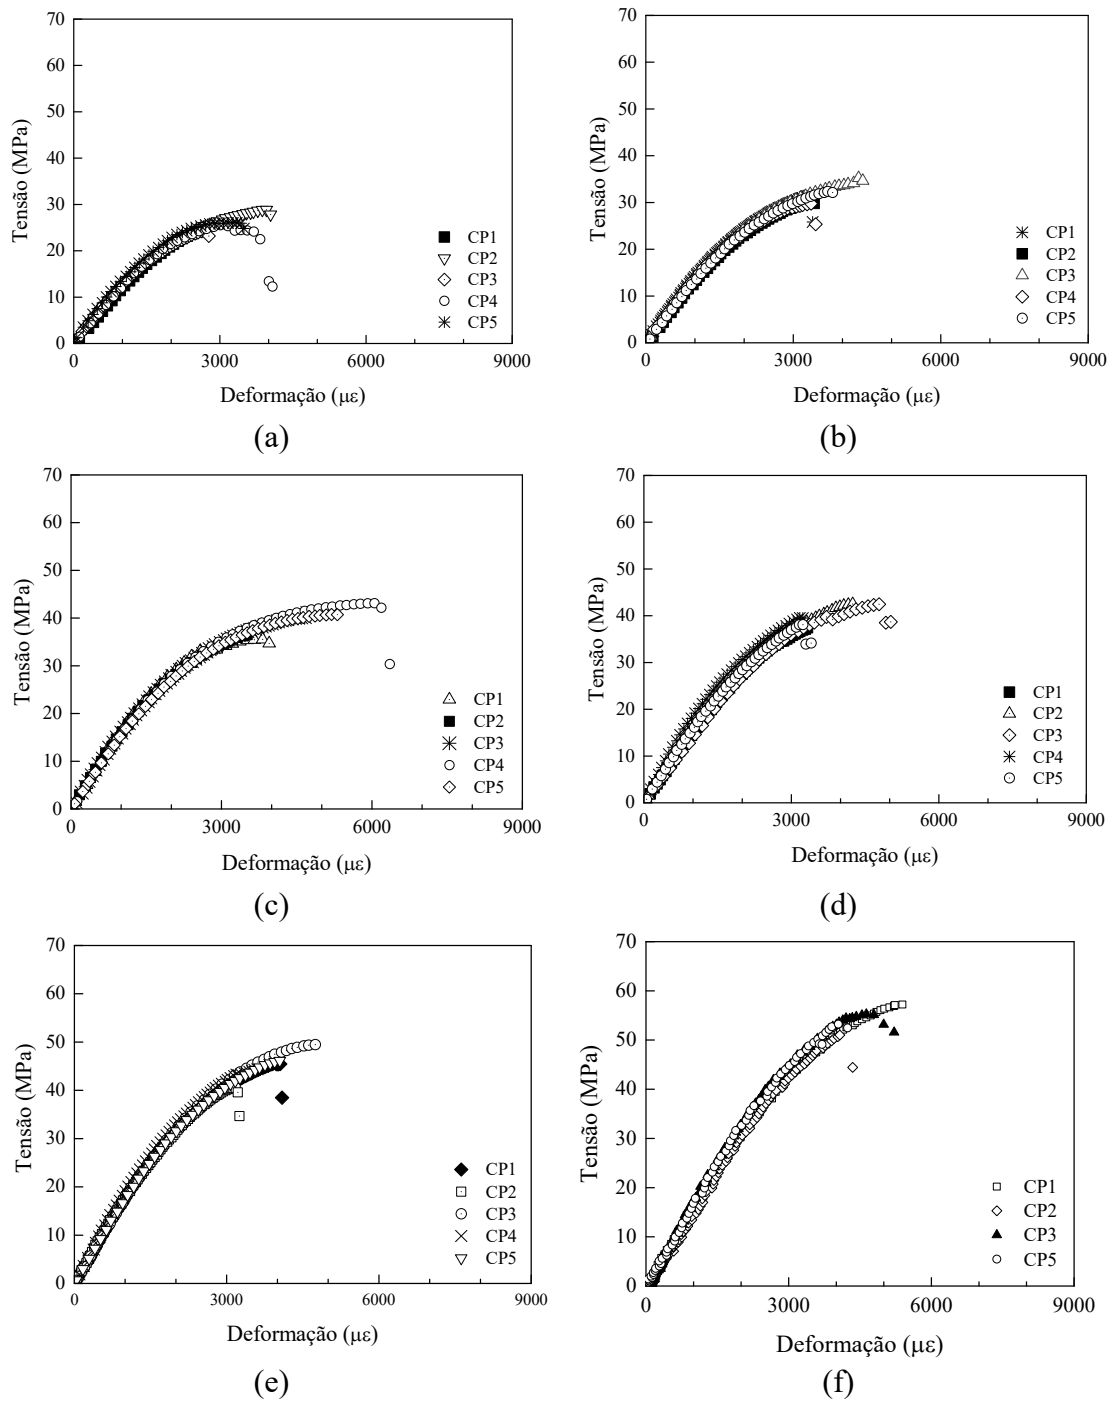 70
60
50
40
30
20
10
0
Tensão (MPa)
CP1
CP2
CP3
CP4
CP5
0 3000 6000 9000
Deformação (µε)
(a)
70
60
50
40
30
20
10
0
Tensão (MPa)
CP1
CP2
CP3
CP4
CP5
0 3000 6000 9000
Deformação (µε)
(b)
70
60
50
40
30
20
10
0
Tensão (MPa)
CP1
CP2
CP3
CP4
CP5
0 3000 6000 9000
Deformação (µε)
(c)
70
60
50
40
30
20
10
0
Tensão (MPa)
CP1
CP2
CP3
CP4
CP5
0 3000 6000 9000
Deformação (µε)
(d)
70
60
50
40
30
20
10
0
Tensão (MPa)
CP1
CP2
CP3
CP4
CP5
0 3000 6000 9000
Deformação (µε)
(e)
70
60
50
40
30
20
10
0
Tensão (MPa)
CP1
CP2
CP3
CP5
0 3000 6000 9000
Deformação (µε)
(f)